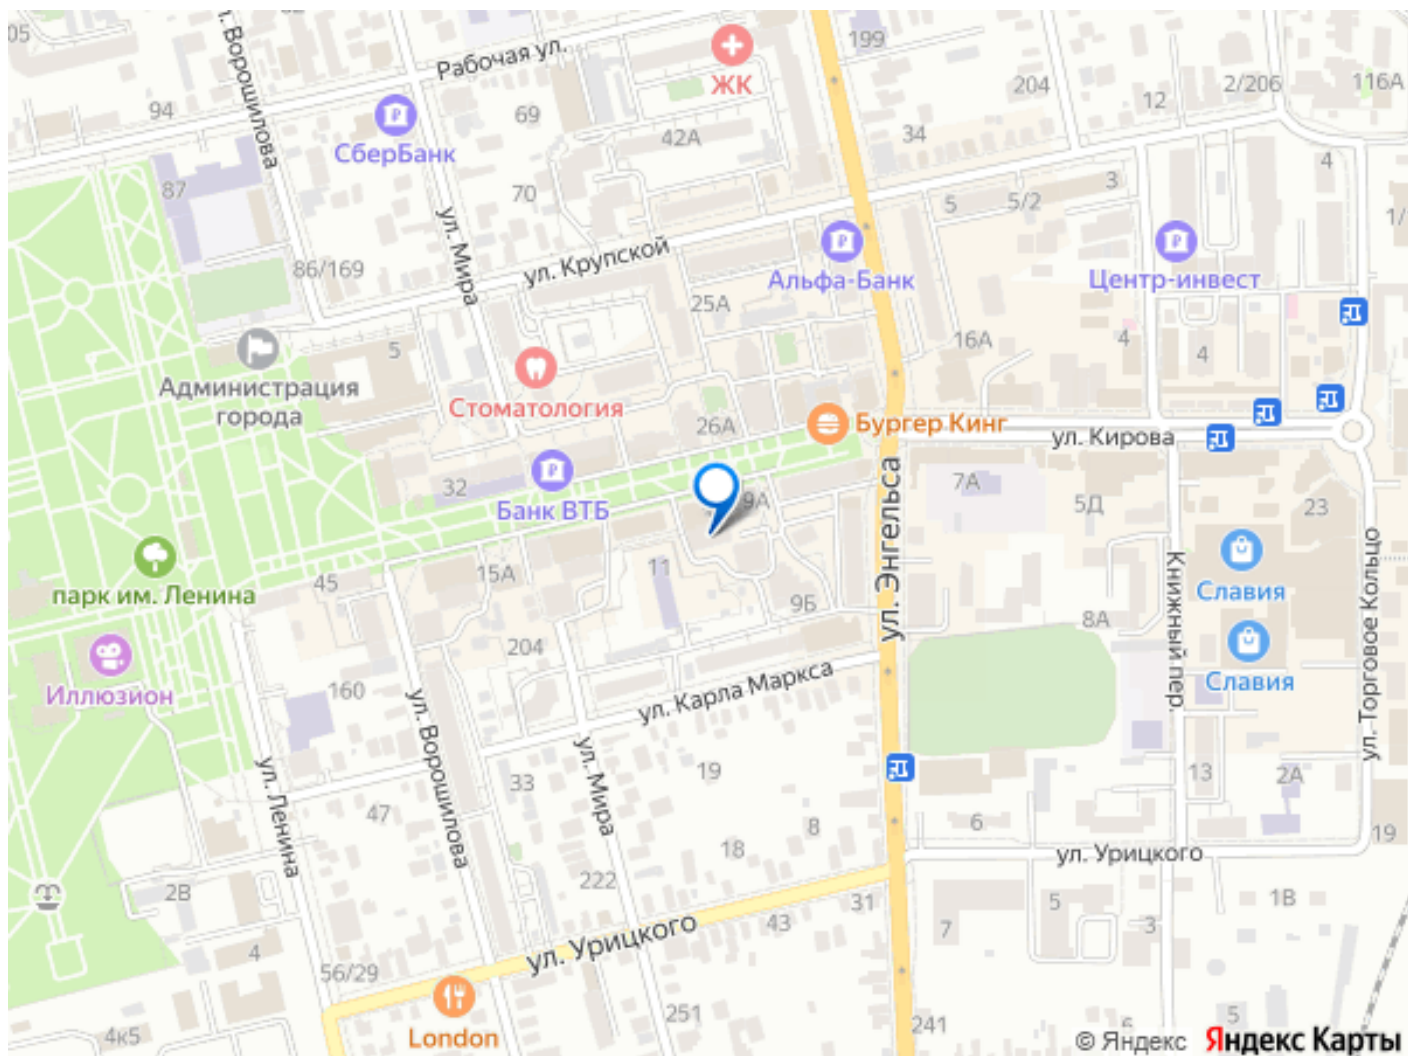 05
ул. Ворошилова
Рабочая ул.
ЖК
199
204
2/206
116А
94
69
СберБанк
42А
34
12
87
70
ул. Мира
5
5/2
3
4
1/
86/169
ул. Крупской
Альфа-Банк
Центр-инвест
25А
16А
4
4
5
Администрация
города
Стоматология
26А
Бургер Кинг
ул. Кирова
32
Банк ВТБ
9А
7А
5Д
23
ул. Энгельса
Книжный пер.
ул. Торговое Кольцо
парк им. Ленина
45
15А
11
9Б
8А
Славия
Славия
Иллюзион
160
204
ул. Карла Маркса
ул. Ленина
ул. Ворошилова
ул. Мира
33
19
13
2А
47
8
18
6
ул. Урицкого
19
2В
222
4
43
31
7
5
3
1В
56/29
ул. Урицкого
London
4к5
251
241
5
© Яндекс
Яндекс Карты